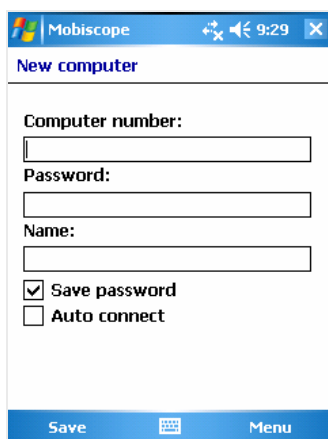 Mobiscope 9:29
New computer
Computer number:
Password:
Name:
Save password
Auto connect
Save Menu